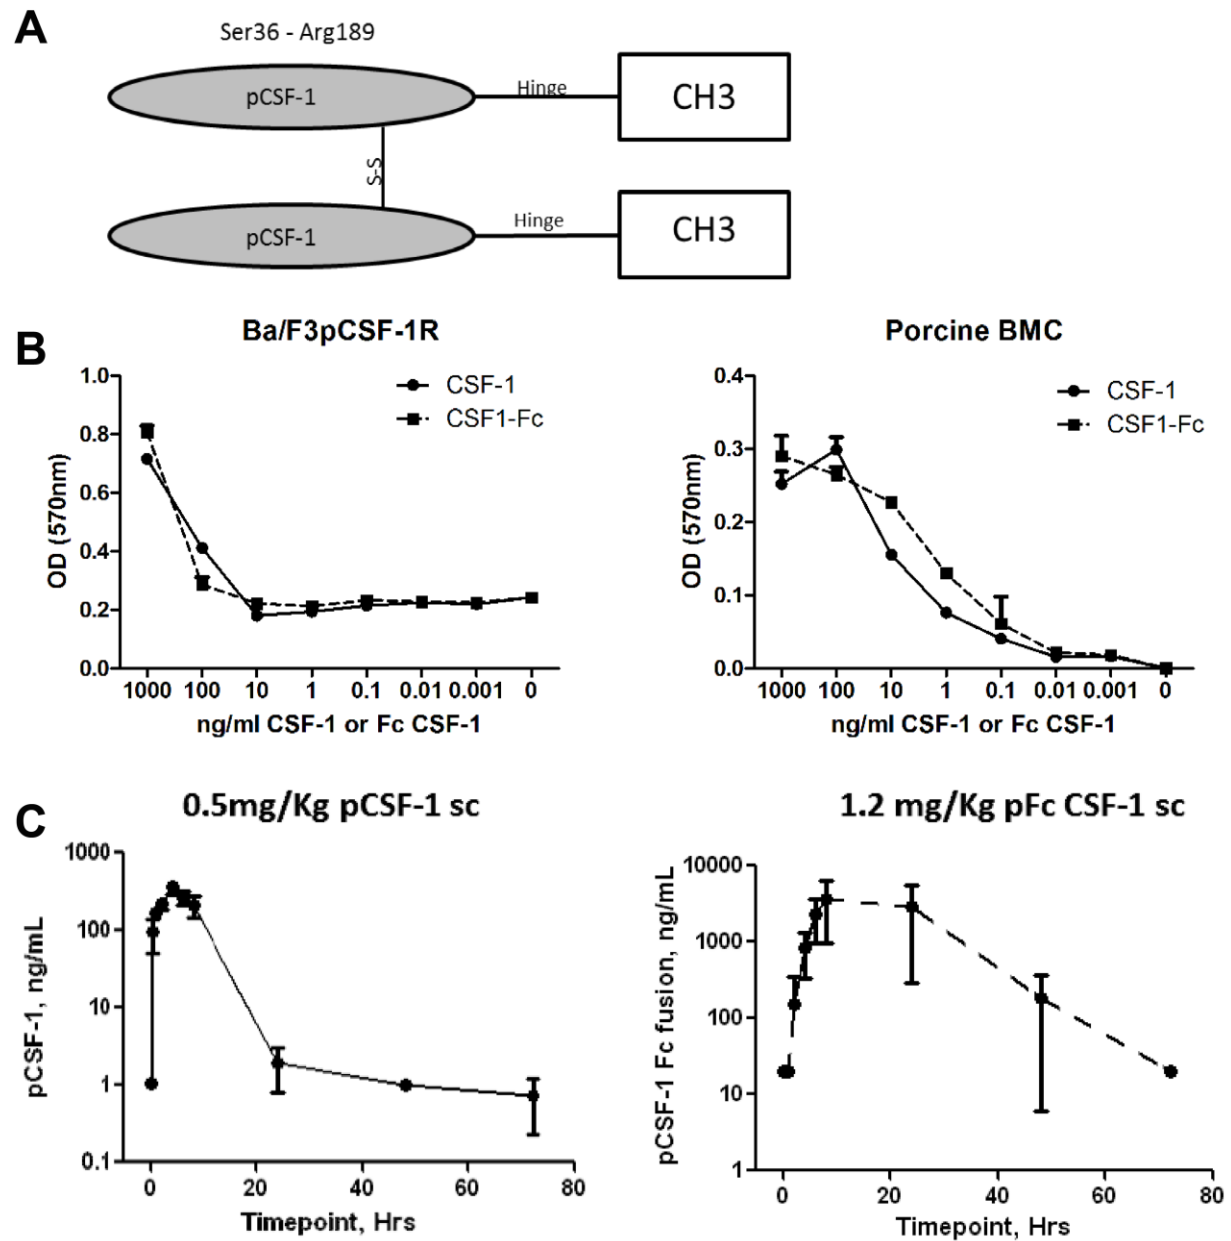 A
Ser36 - Arg189
pCSF-1
Hinge
CH3
S-S
pCSF-1
Hinge
CH3
B
Ba/F3pCSF-1R
CSF-1
CSF1-Fc
OD (570nm)
1.0
0.8
0.6
0.4
0.2
0.0
1000 100 10 1 0.1 0.01 0.001 0
ng/ml CSF-1 or Fc CSF-1
Porcine BMC
CSF-1
CSF1-Fc
OD (570nm)
0.4
0.3
0.2
0.1
0.0
1000 100 10 1 0.1 0.01 0.001 0
ng/ml CSF-1 or Fc CSF-1
C
0.5mg/Kg pCSF-1 sc
pCSF-1, ng/mL
1000
100
10
1
0.1
0 20 40 60 80
Timepoint, Hrs
1.2 mg/Kg pFc CSF-1 sc
pCSF-1 Fc fusion, ng/mL
10000
1000
100
10
1
0 20 40 60 80
Timepoint, Hrs